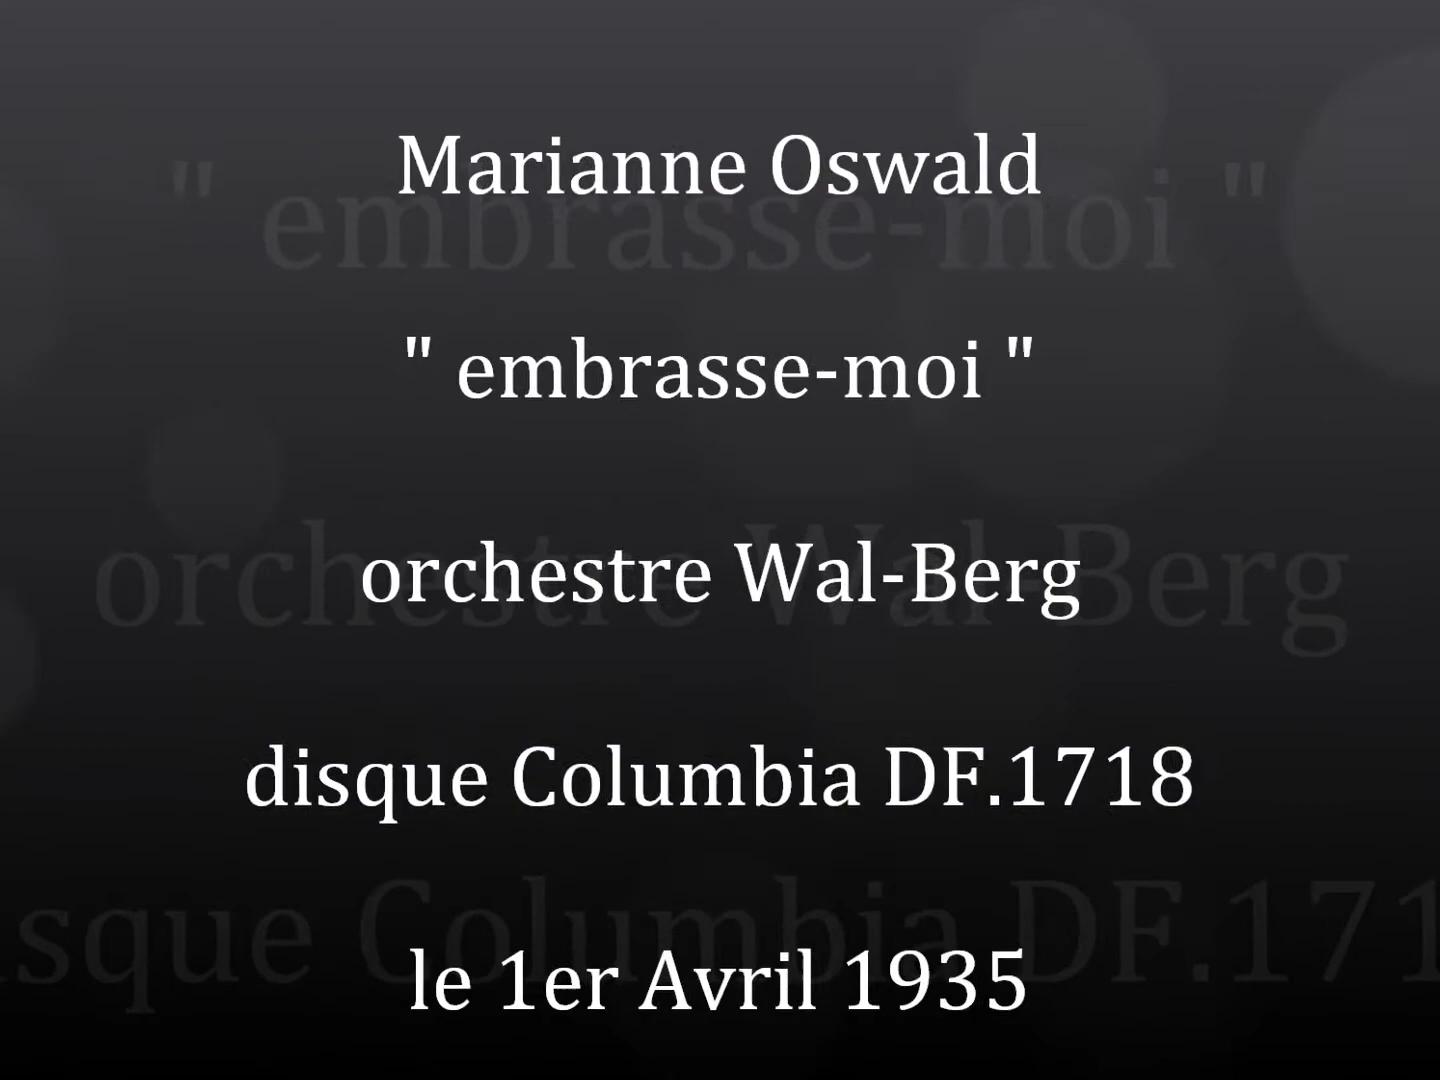 Marianne Oswald
" embrasse-moi "
orchestre Wal-Berg
disque Columbia DF.1718
le 1er Avril 1935